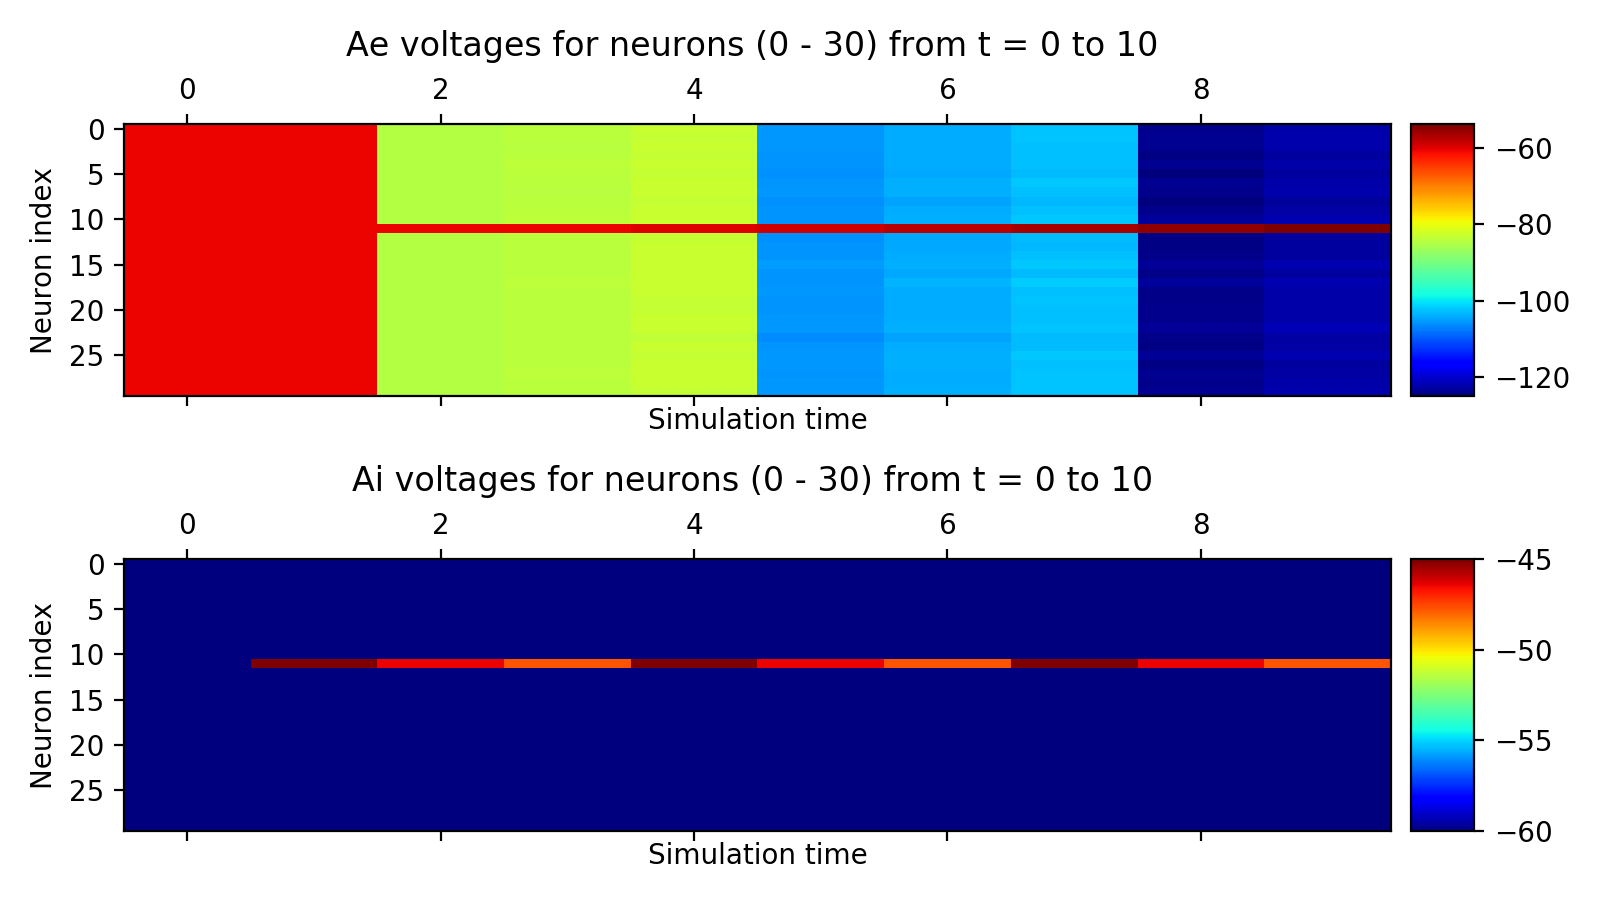 Ae voltages for neurons (0 - 30) from t = 0 to 10
0 2 4 6 8
Neuron index
0
5
10
15
20
25
−60
−80
−100
−120
Simulation time
Ai voltages for neurons (0 - 30) from t = 0 to 10
0 2 4 6 8
Neuron index
0
5
10
15
20
25
−45
−50
−55
−60
Simulation time